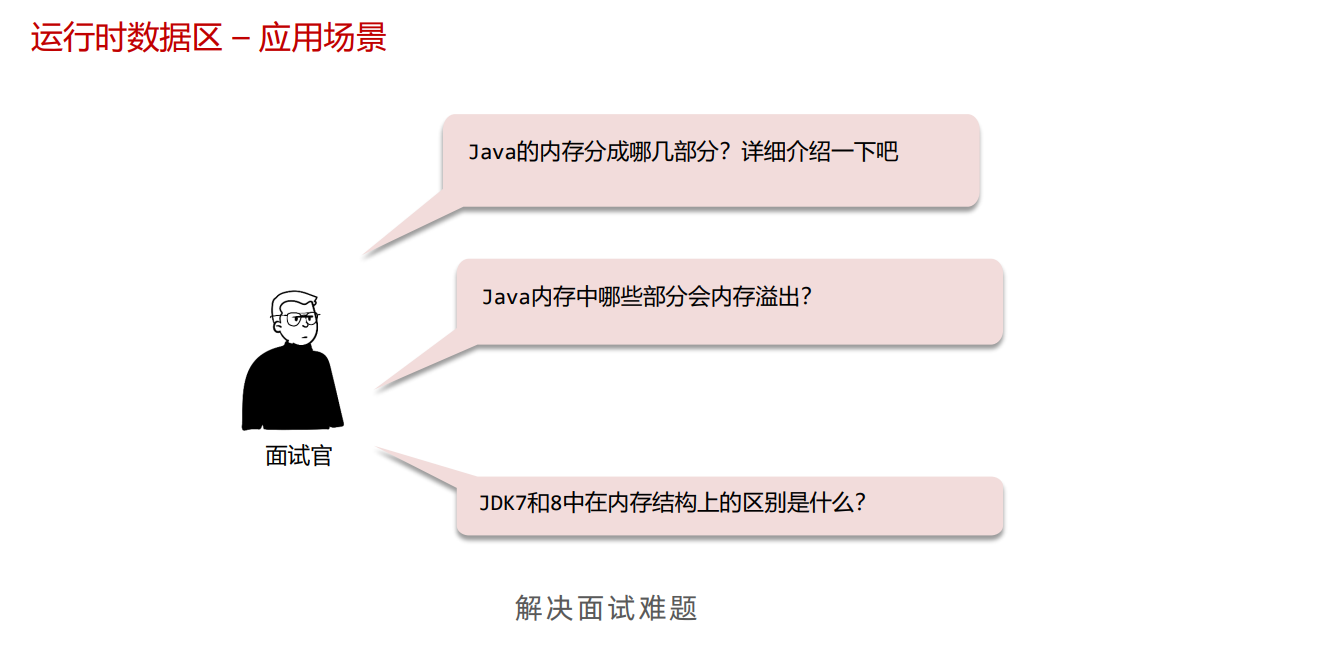 运行时数据区 – 应用场景
Java的内存分成哪几部分？详细介绍一下吧
Java内存中哪些部分会内存溢出？
面试官
JDK7和8中在内存结构上的区别是什么？
解决面试难题